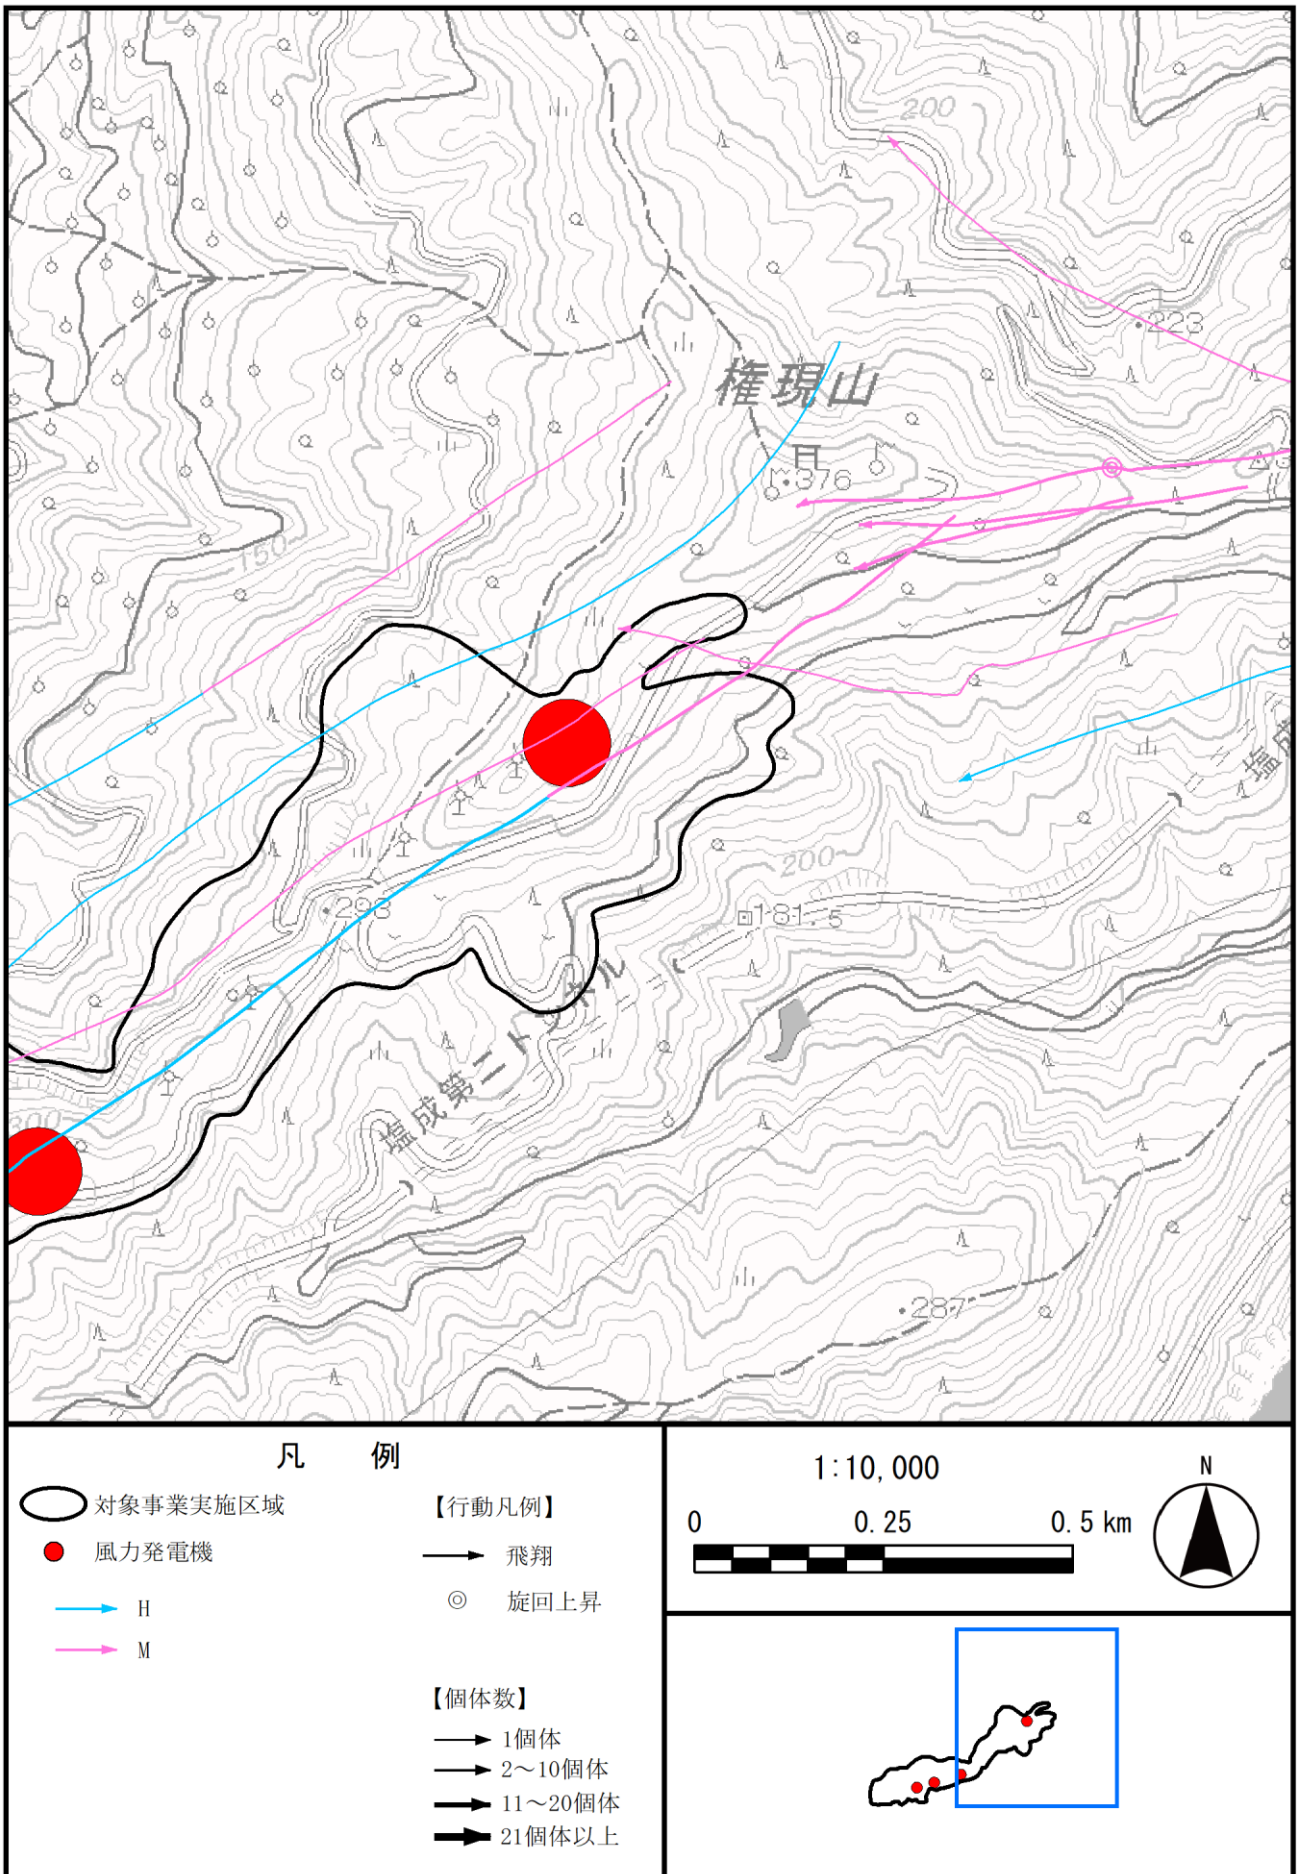 200
223
権現山
376
150
塩成
200
293
181.5
塩成第二トンネル
300
287
凡 例
対象事業実施区域
風力発電機
H
M
【行動凡例】
飛翔
旋回上昇
【個体数】
1個体
2～10個体
11～20個体
21個体以上
1:10,000
0 0.25 0.5 km
N